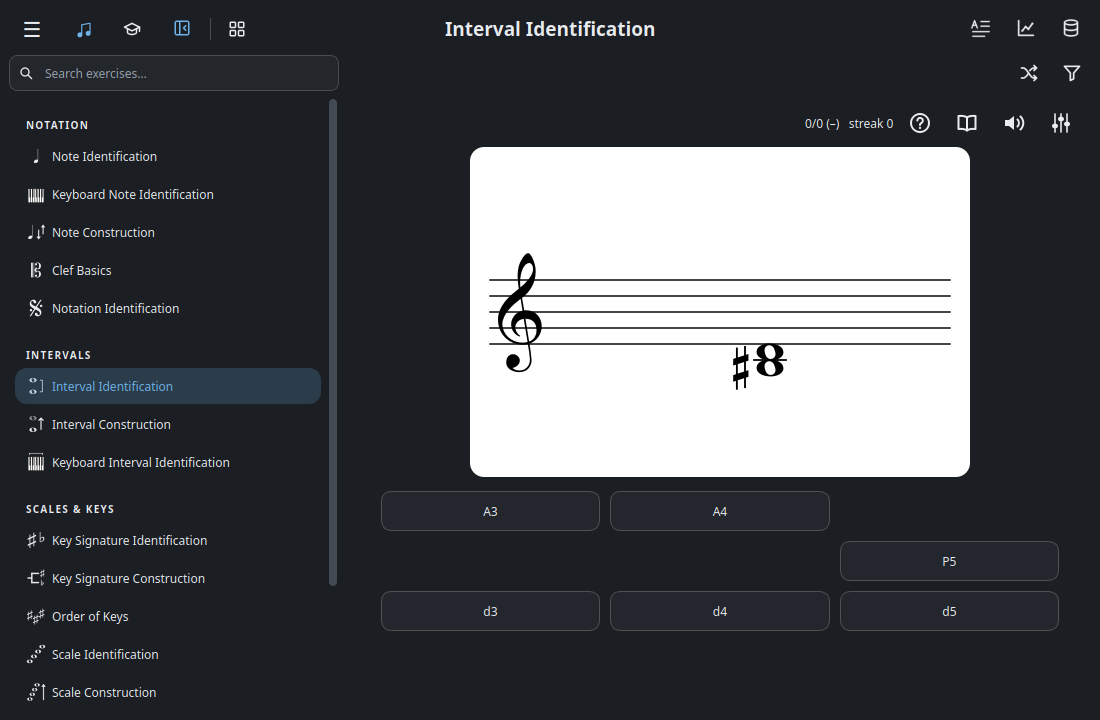 Interval Identification
Search exercises...
0/0 (–) streak 0
NOTATION
Note Identification
Keyboard Note Identification
Note Construction
Clef Basics
Notation Identification
INTERVALS
Interval Identification
Interval Construction
Keyboard Interval Identification
SCALES & KEYS
Key Signature Identification
Key Signature Construction
Order of Keys
Scale Identification
Scale Construction
A3
A4
P5
d3
d4
d5